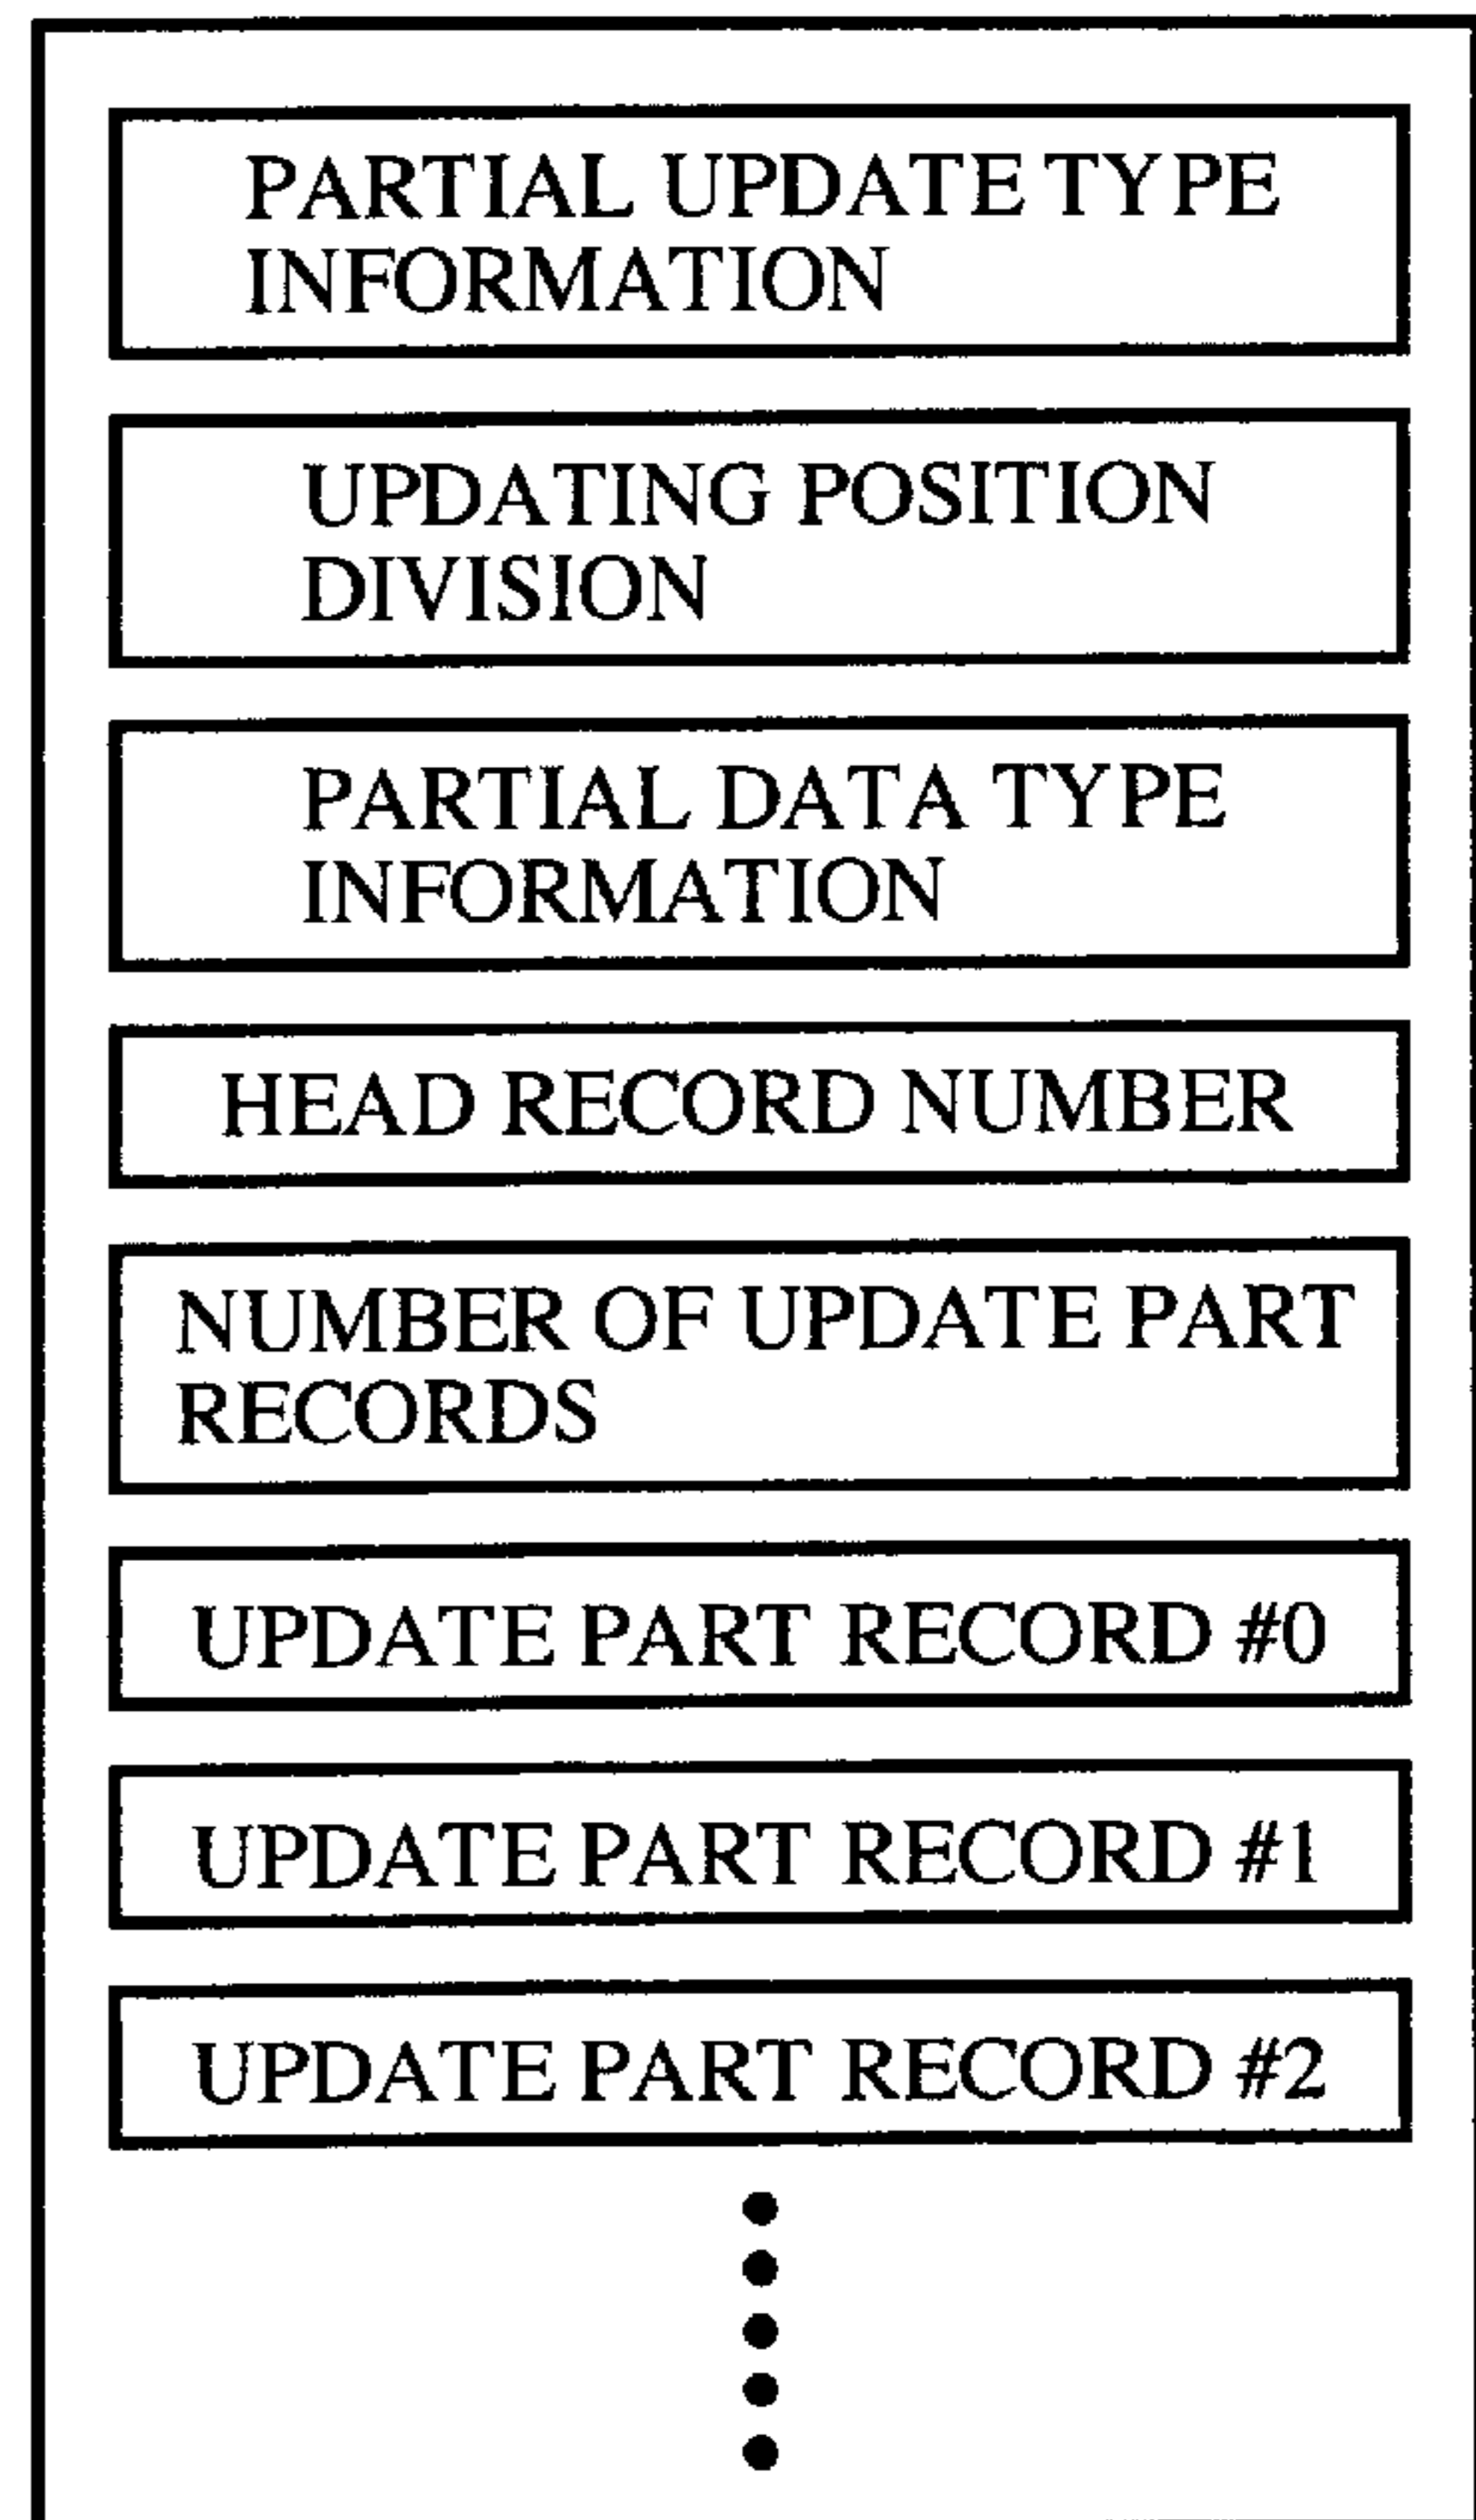 PARTIAL UPDATE TYPE
INFORMATION
UPDATING POSITION
DIVISION
PARTIAL DATA TYPE
INFORMATION
HEAD RECORD NUMBER
NUMBER OF UPDATE PART
RECORDS
UPDATE PART RECORD #0
UPDATE PART RECORD #1
UPDATE PART RECORD #2